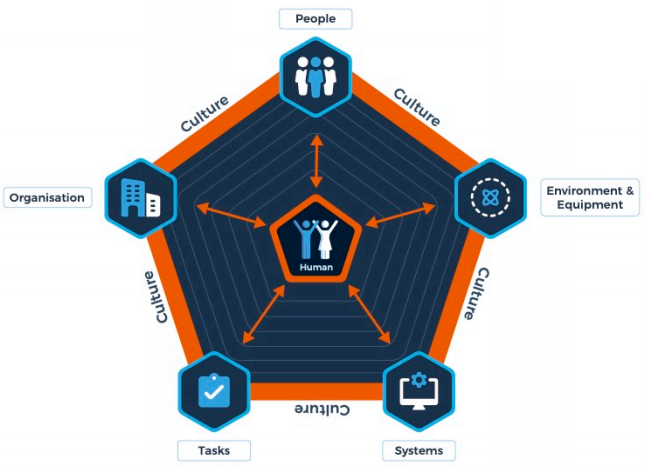 People
Culture
Culture
Organisation
Environment &
Equipment
Human
Culture
Culture
Culture
Tasks
Systems